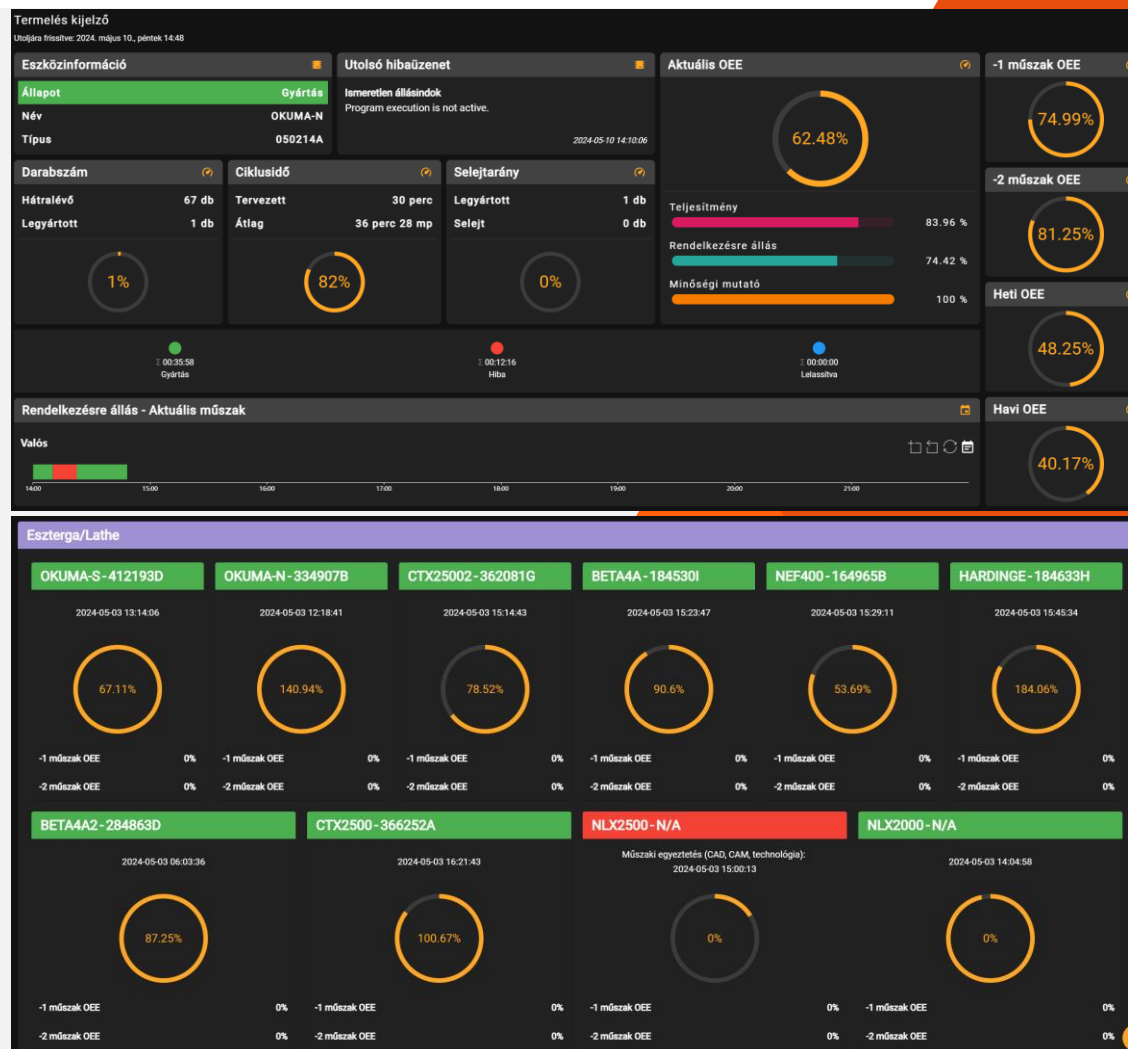 Termelés kijelző
Utoljára frissítve: 2024. május 10., péntek 14:48
Eszközinformáció
Állapot Gyártás
Név OKUMA-N
Típus 050214A
Utolsó hibaüzenet
Ismeretlen állásindok
Program execution is not active.
2024-05-10 14:10:06
Aktuális OEE
62.48%
Teljesítmény
83.96 %
Rendelkezésre állás
74.42 %
Minőségi mutató
100 %
-1 műszak OEE
74.99%
-2 műszak OEE
81.25%
Heti OEE
48.25%
Havi OEE
40.17%
Darabszám
Hátralévő 67 db
Legyártott 1 db
1%
Ciklusidő
Tervezett 30 perc
Átlag 36 perc 28 mp
82%
Selejtarány
Legyártott 1 db
Selejt 0 db
0%
Σ 00:35:58
Gyártás
Σ 00:12:16
Hiba
Σ 00:00:00
Lelassítva
Rendelkezésre állás - Aktuális műszak
Valós
14:00 15:00 16:00 17:00 18:00 19:00 20:00 21:00
Eszterga/Lathe
OKUMA-S - 412193D
2024-05-03 13:14:06
67.11%
-1 műszak OEE 0%
-2 műszak OEE 0%
OKUMA-N - 334907B
2024-05-03 12:18:41
140.94%
-1 műszak OEE 0%
-2 műszak OEE 0%
CTX25002 - 362081G
2024-05-03 15:14:43
78.52%
-1 műszak OEE 0%
-2 műszak OEE 0%
BETA4A - 184530I
2024-05-03 15:23:47
90.6%
-1 műszak OEE 0%
-2 műszak OEE 0%
NEF400 - 164965B
2024-05-03 15:29:11
53.69%
-1 műszak OEE 0%
-2 műszak OEE 0%
HARDINGE - 184633H
2024-05-03 15:45:34
184.06%
-1 műszak OEE 0%
-2 műszak OEE 0%
BETA4A2 - 284863D
2024-05-03 06:03:36
87.25%
-1 műszak OEE 0%
-2 műszak OEE 0%
CTX2500 - 366252A
2024-05-03 16:21:43
100.67%
-1 műszak OEE 0%
-2 műszak OEE 0%
NLX2500 - N/A
Műszaki egyeztetés (CAD, CAM, technológia):
2024-05-03 15:00:13
0%
-1 műszak OEE 0%
-2 műszak OEE 0%
NLX2000 - N/A
2024-05-03 14:04:58
0%
-1 műszak OEE 0%
-2 műszak OEE 0%